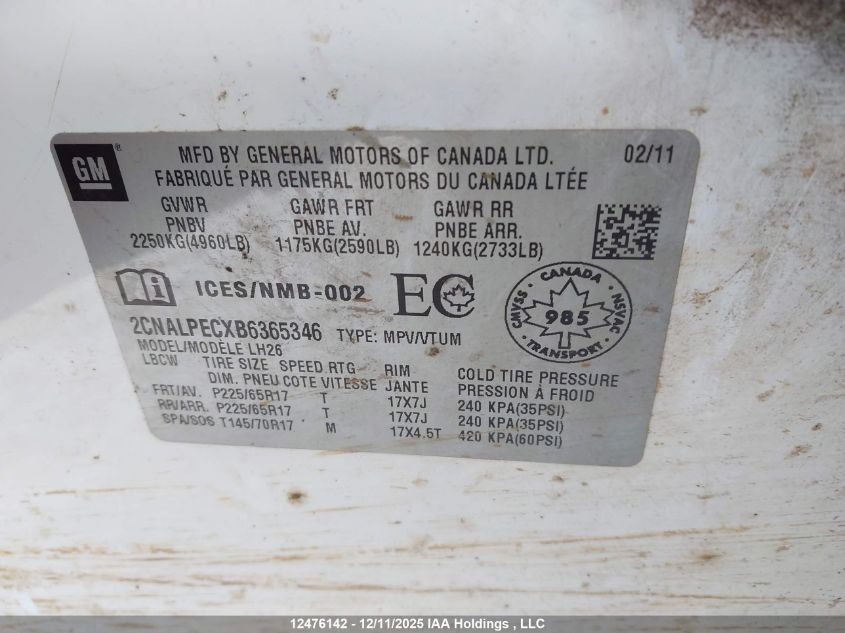 GM ® MFD BY GENERAL MOTORS OF CANADA LTD. 02/11
FABRIQUÉ PAR GENERAL MOTORS DU CANADA LTÉE
GVWR GAWR FRT GAWR RR
PNBV PNBE AV. PNBE ARR.
2250KG(4960LB) 1175KG(2590LB) 1240KG(2733LB)
ICES/NMB-002 EC
CANADA
CMVSS 985 NSVAC
TRANSPORT
2CNALPECXB6365346 TYPE: MPV/VTUM
MODEL/MODÈLE LH26
LBCW TIRE SIZE SPEED RTG RIM COLD TIRE PRESSURE
DIM. PNEU COTE VITESSE JANTE PRESSION À FROID
FRT/AV. P225/65R17 T 17X7J 240 KPA(35PSI)
RR/ARR. P225/65R17 T 17X7J 240 KPA(35PSI)
SPA/SOS T145/70R17 M 17X4.5T 420 KPA(60PSI)
12476142 - 12/11/2025 IAA Holdings , LLC